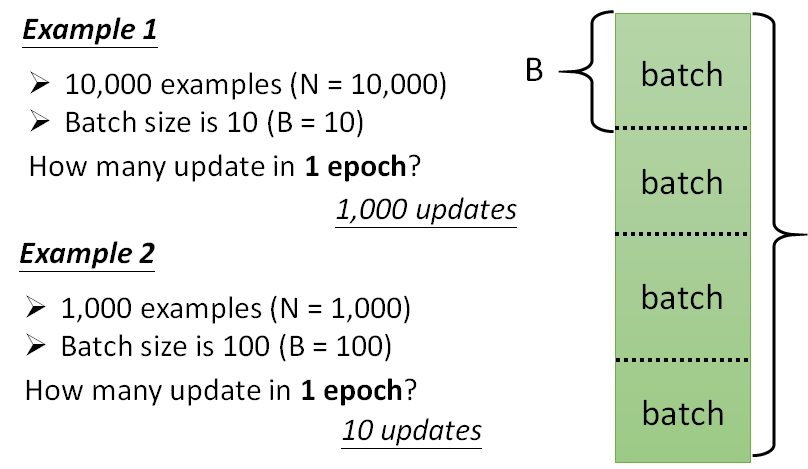 Example 1
➢ 10,000 examples (N = 10,000)
➢ Batch size is 10 (B = 10)
How many update in 1 epoch?
1,000 updates
Example 2
➢ 1,000 examples (N = 1,000)
➢ Batch size is 100 (B = 100)
How many update in 1 epoch?
10 updates
B
batch
batch
batch
batch